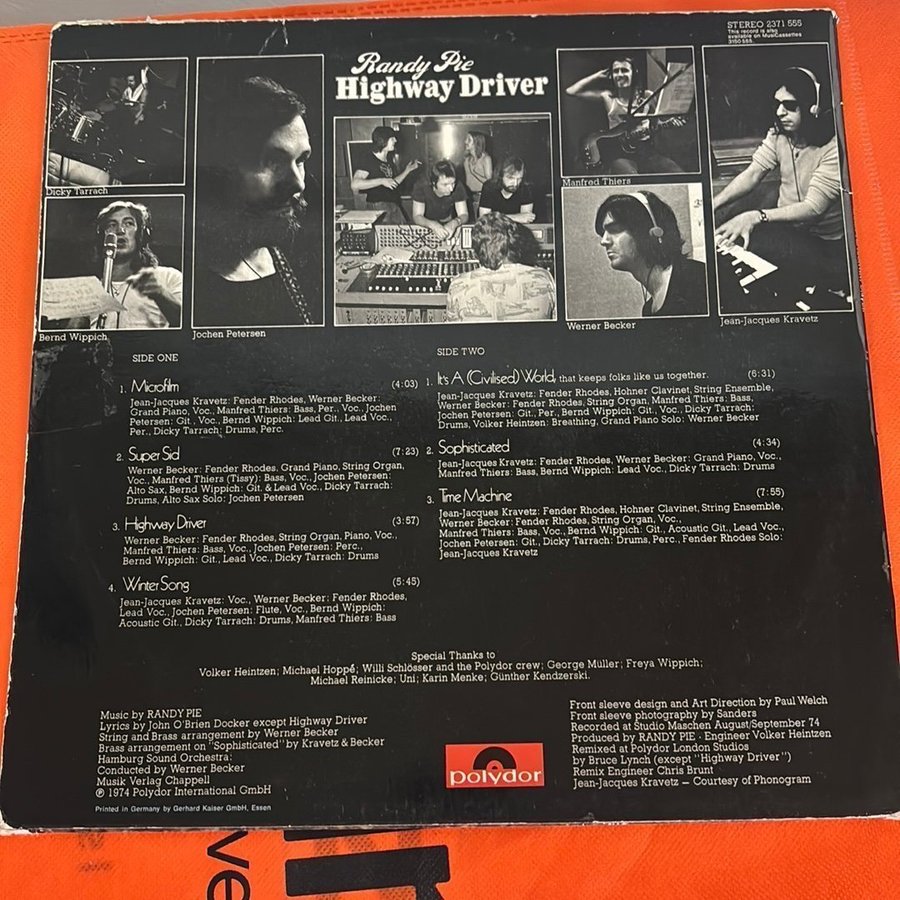 STEREO 2371 555
This record is also
available on MusiCassettes
3150 555.
Randy Pie
Highway Driver
Dicky Tarrach
Bernd Wippich
Jochen Petersen
Manfred Thiers
Werner Becker
Jean-Jacques Kravetz
SIDE ONE
1. Microfilm (4:03)
Jean-Jacques Kravetz: Fender Rhodes, Werner Becker:
Grand Piano, Voc., Manfred Thiers: Bass, Per., Voc., Jochen
Petersen: Git., Voc., Bernd Wippich: Lead Git., Lead Voc.,
Per., Dicky Tarrach: Drums, Perc.
2. Super Sid (7:23)
Werner Becker: Fender Rhodes, Grand Piano, String Organ,
Voc., Manfred Thiers (Tissy): Bass, Voc., Jochen Petersen:
Alto Sax, Bernd Wippich: Git. & Lead Voc., Dicky Tarrach:
Drums, Alto Sax Solo: Jochen Petersen
3. Highway Driver (3:57)
Werner Becker: Fender Rhodes, String Organ, Piano, Voc.,
Manfred Thiers: Bass, Voc., Jochen Petersen: Perc.,
Bernd Wippich: Git., Lead Voc., Dicky Tarrach: Drums
4. Winter Song (5:45)
Jean-Jacques Kravetz: Voc., Werner Becker: Fender Rhodes,
Lead Voc., Jochen Petersen: Flute, Voc., Bernd Wippich:
Acoustic Git., Dicky Tarrach: Drums, Manfred Thiers: Bass
SIDE TWO
1. It's A (Civilised) World, that keeps folks like us together. (6:31)
Jean-Jacques Kravetz: Fender Rhodes, Hohner Clavinet, String Ensemble,
Werner Becker: Fender Rhodes, String Organ, Manfred Thiers: Bass,
Jochen Petersen: Git., Per., Bernd Wippich: Git., Voc., Dicky Tarrach:
Drums, Volker Heintzen: Breathing, Grand Piano Solo: Werner Becker
2. Sophisticated (4:34)
Jean-Jacques Kravetz: Fender Rhodes, Werner Becker: Grand Piano, Voc.,
Manfred Thiers: Bass, Bernd Wippich: Lead Voc., Dicky Tarrach: Drums
3. Time Machine (7:55)
Jean-Jacques Kravetz: Fender Rhodes, Hohner Clavinet, String Ensemble,
Werner Becker: Fender Rhodes, String Organ, Voc.,
Manfred Thiers: Bass, Voc., Bernd Wippich: Git., Acoustic Git., Lead Voc.,
Jochen Petersen: Git., Dicky Tarrach: Drums, Perc., Fender Rhodes Solo:
Jean-Jacques Kravetz
Special Thanks to
Volker Heintzen; Michael Hoppé; Willi Schlösser and the Polydor crew; George Müller; Freya Wippich;
Michael Reinicke; Uni; Karin Menke; Günther Kendzerski.
Music by RANDY PIE
Lyrics by John O'Brien Docker except Highway Driver
String and Brass arrangement by Werner Becker
Brass arrangement on "Sophisticated" by Kravetz & Becker
Hamburg Sound Orchestra:
Conducted by Werner Becker
Musik Verlag Chappell
℗ 1974 Polydor International GmbH
Printed in Germany by Gerhard Kaiser GmbH, Essen
polydor
Front sleeve design and Art Direction by Paul Welch
Front sleeve photography by Sanders
Recorded at Studio Maschen August/September 74
Produced by RANDY PIE · Engineer Volker Heintzen
Remixed at Polydor London Studios
by Bruce Lynch (except "Highway Driver")
Remix Engineer Chris Brunt
Jean-Jacques Kravetz – Courtesy of Phonogram